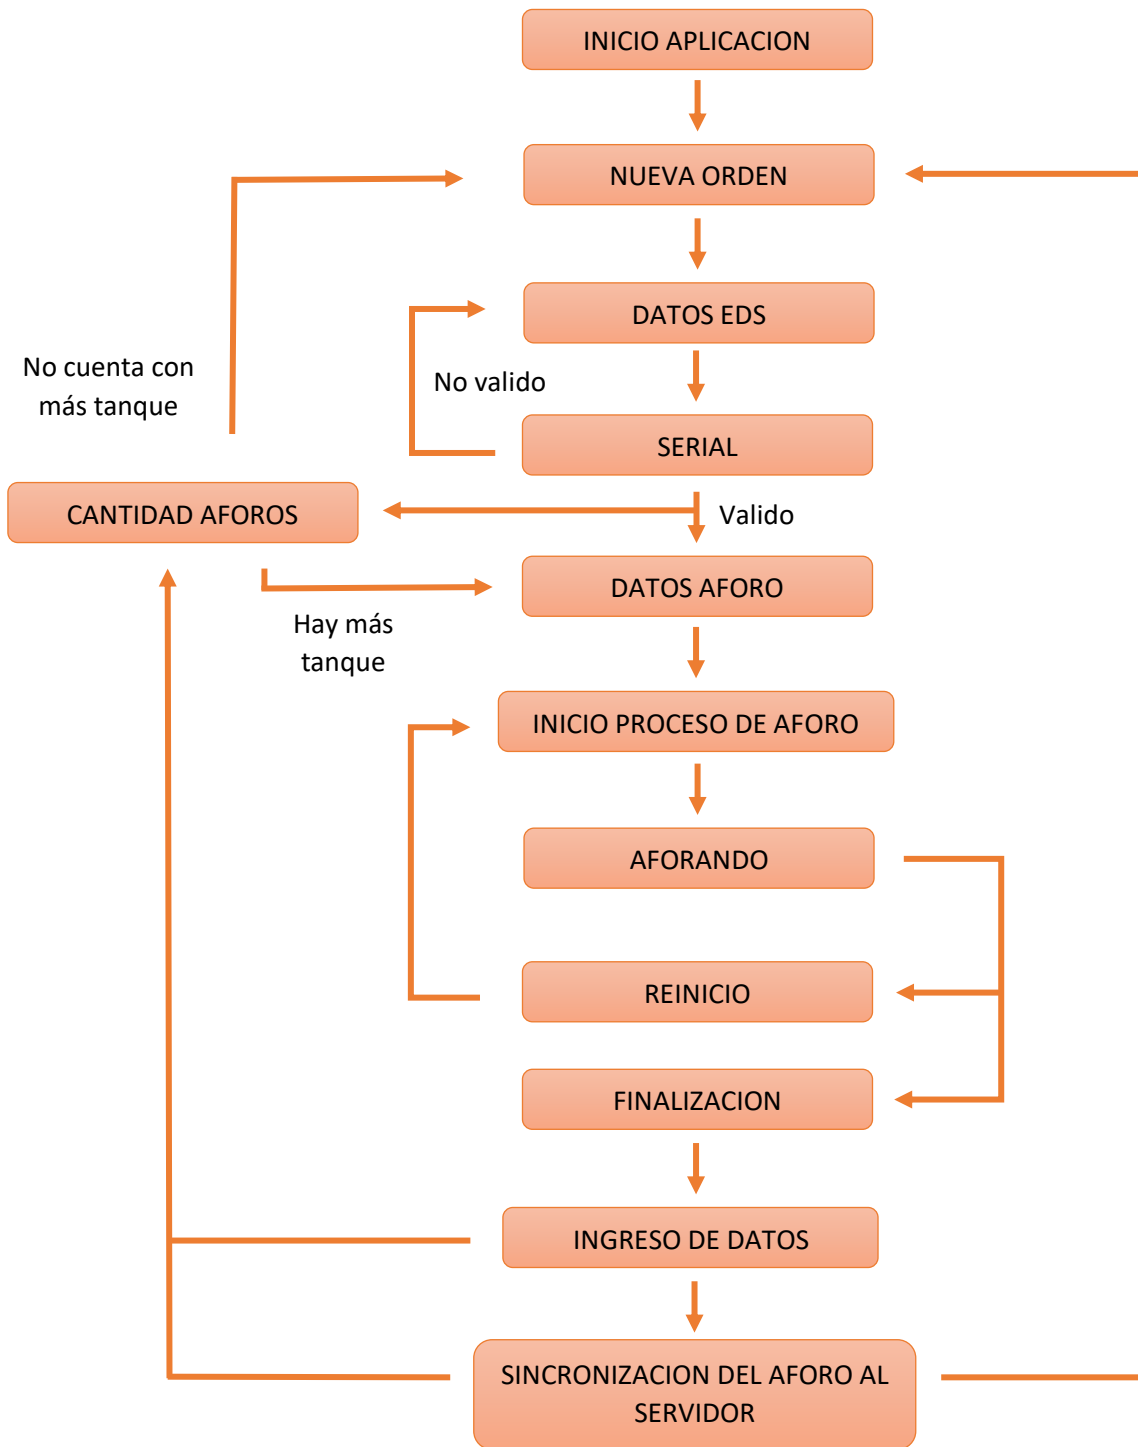 INICIO APLICACION
NUEVA ORDEN
DATOS EDS
No cuenta con
más tanque
No valido
SERIAL
CANTIDAD AFOROS
Valido
DATOS AFORO
Hay más
tanque
INICIO PROCESO DE AFORO
AFORANDO
REINICIO
FINALIZACION
INGRESO DE DATOS
SINCRONIZACION DEL AFORO AL
SERVIDOR